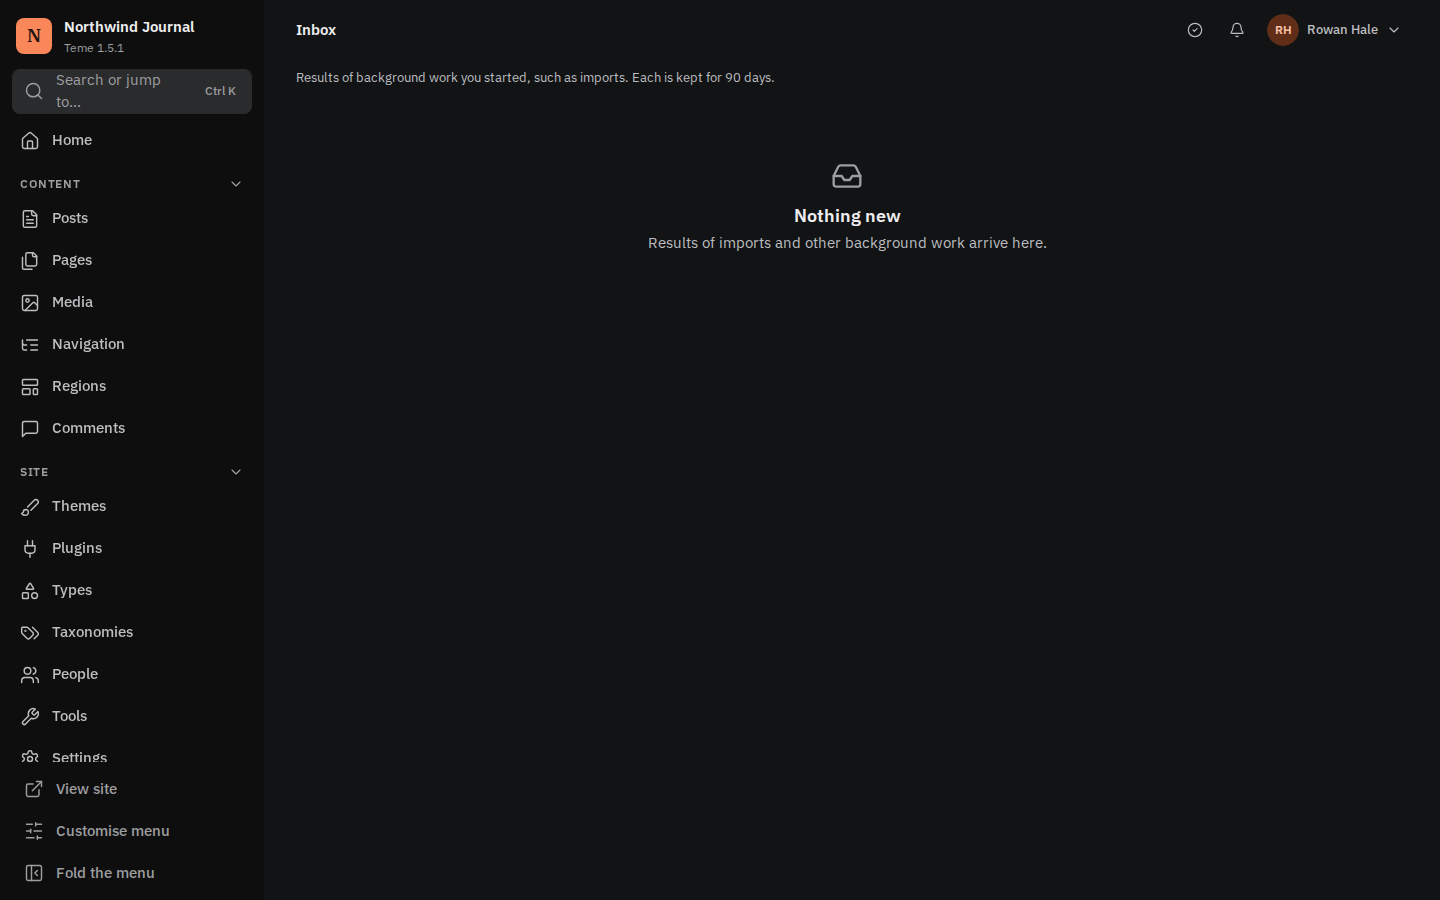 N
Northwind Journal
Teme 1.5.1
Search or jump
to...
Ctrl K
Home
CONTENT
Posts
Pages
Media
Navigation
Regions
Comments
SITE
Themes
Plugins
Types
Taxonomies
People
Tools
Settings
View site
Customise menu
Fold the menu
Inbox
RH
Rowan Hale
Results of background work you started, such as imports. Each is kept for 90 days.
Nothing new
Results of imports and other background work arrive here.